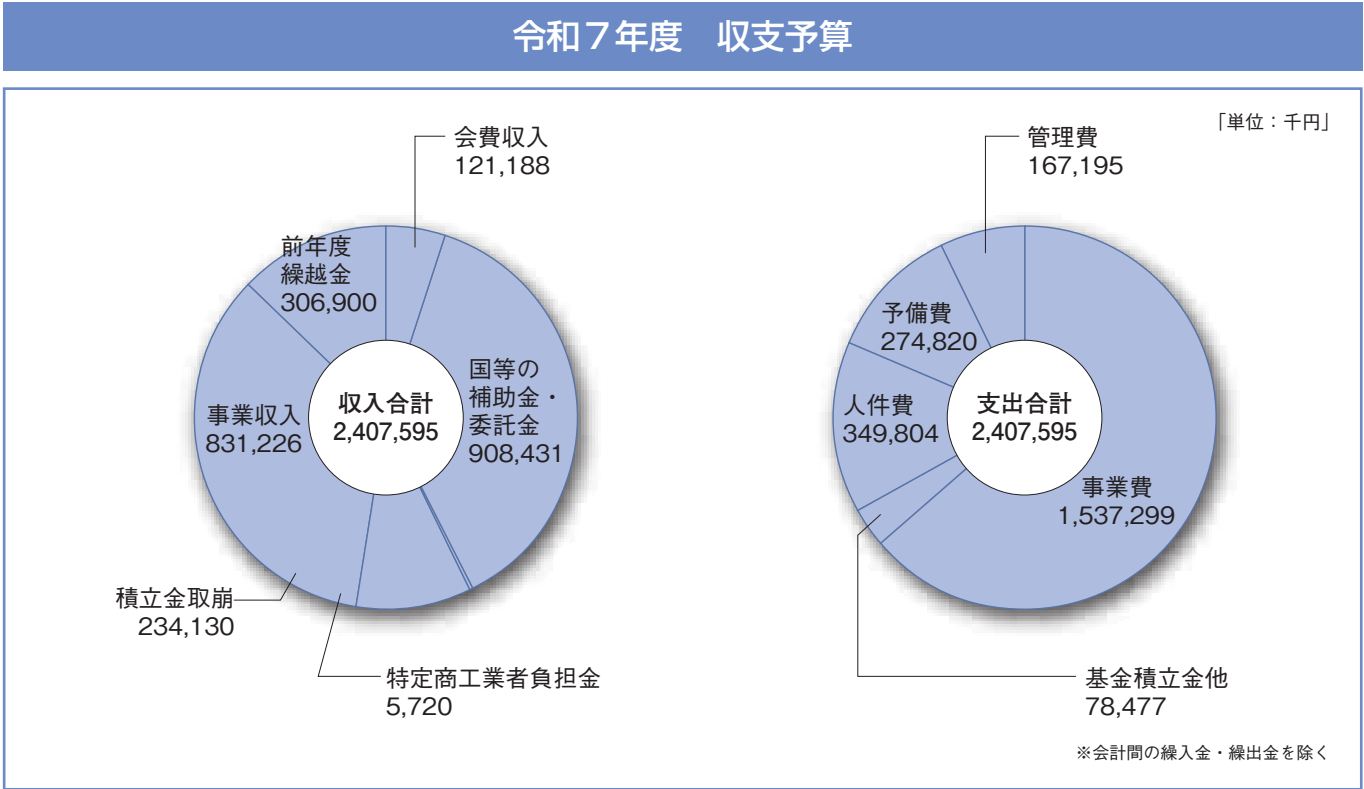 令和７年度　収支予算
「単位：千円」
会費収入
121,188
前年度
繰越金
306,900
国等の
補助金・
委託金
908,431
収入合計
2,407,595
事業収入
831,226
積立金取崩
234,130
特定商工業者負担金
5,720
管理費
167,195
予備費
274,820
人件費
349,804
支出合計
2,407,595
事業費
1,537,299
基金積立金他
78,477
※会計間の繰入金・繰出金を除く